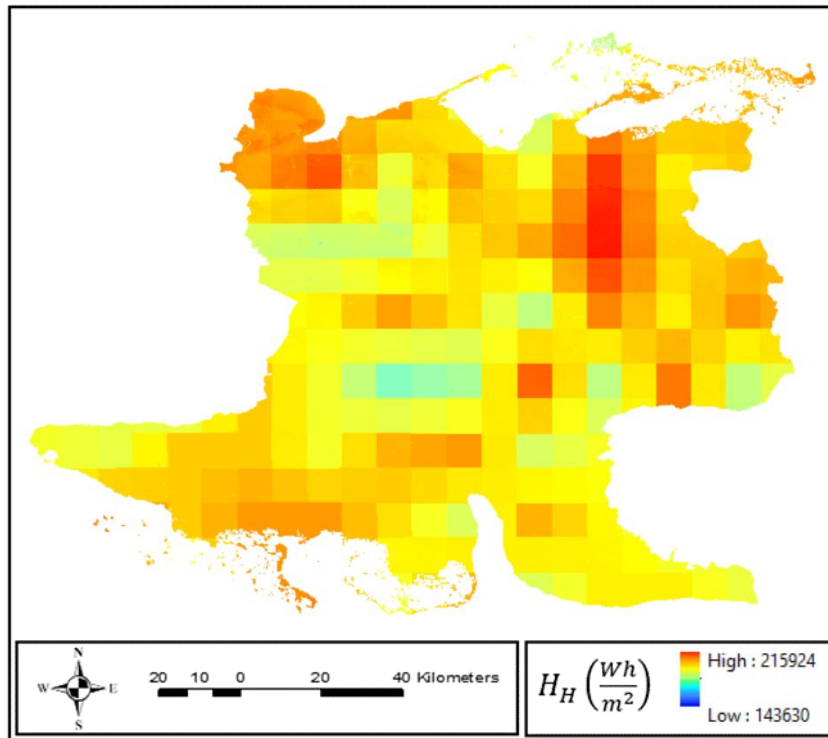 N
W E
S
20 10 0 20 40 Kilometers
H_H (Wh/m²)
High : 215924
Low : 143630